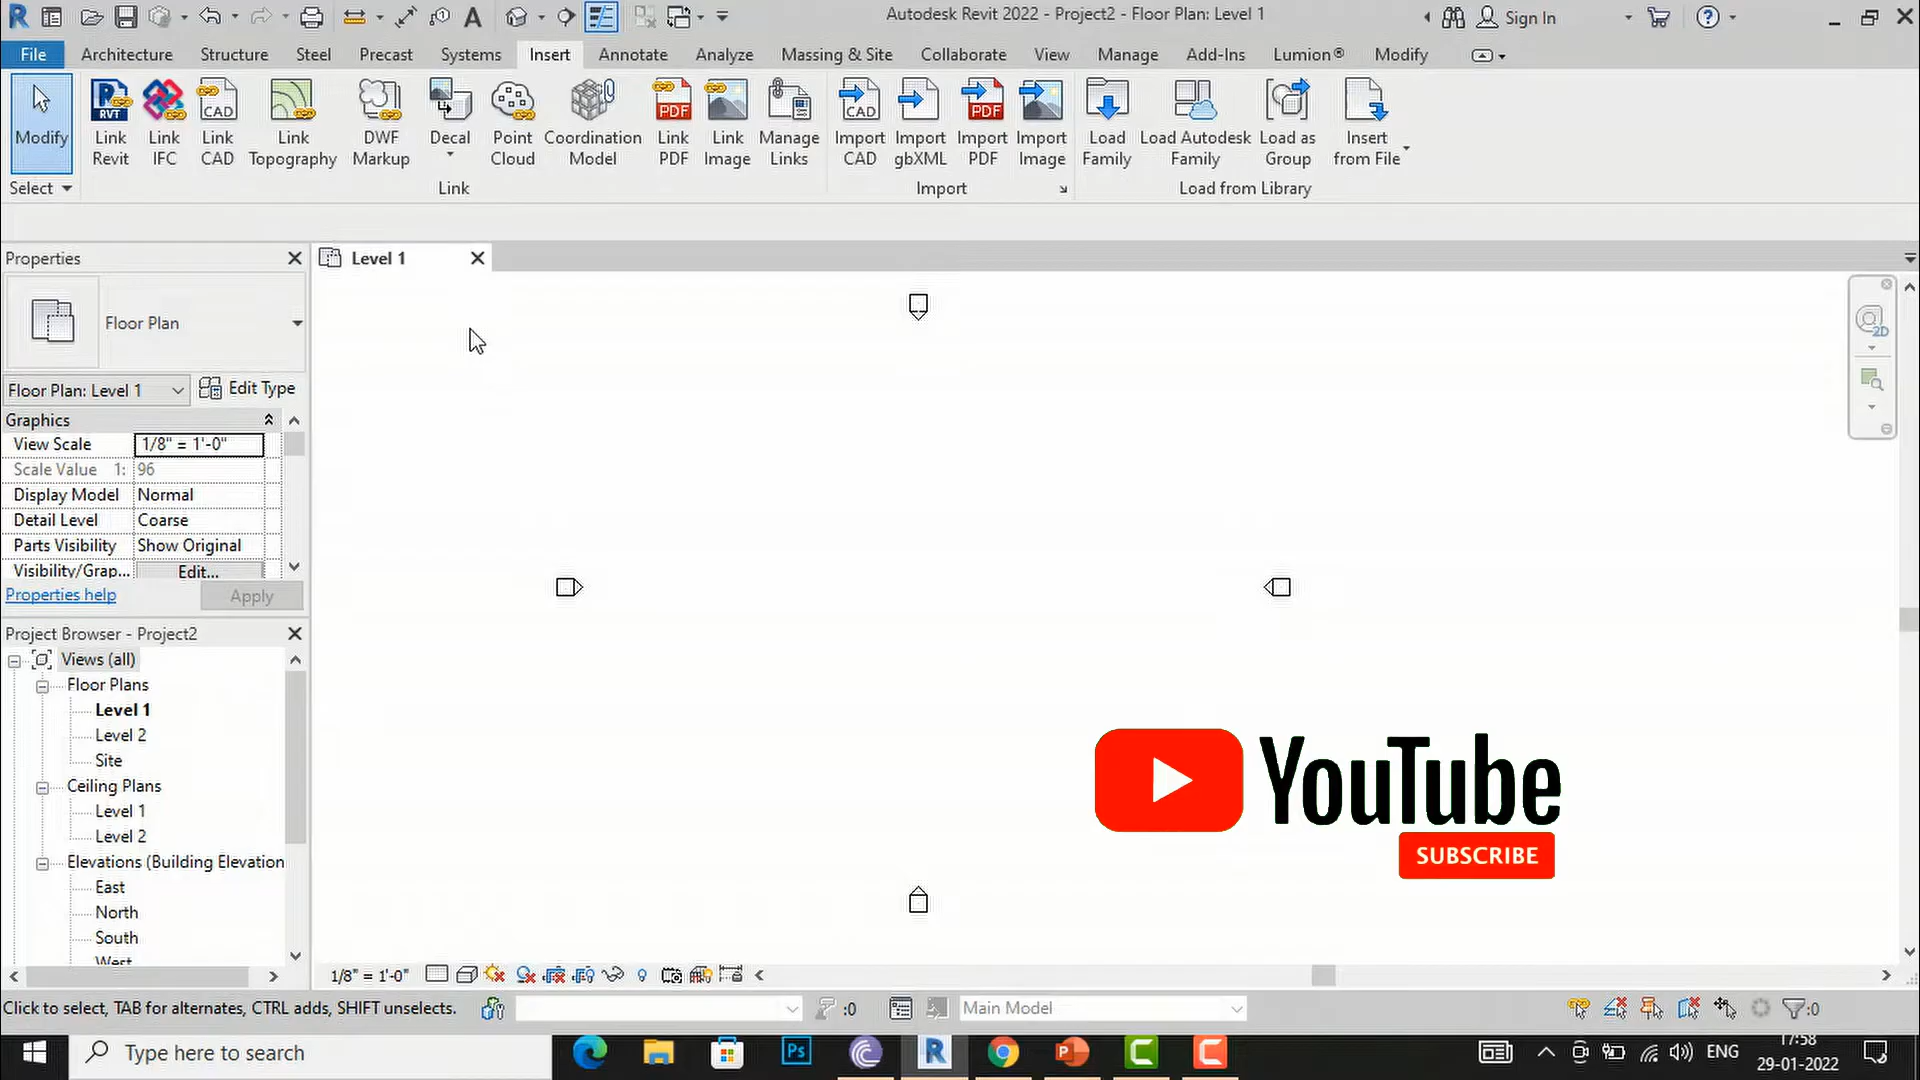 Autodesk Revit 2022 - Project2 - Floor Plan: Level 1
Sign In
File Architecture Structure Steel Precast Systems Insert Annotate Analyze Massing & Site Collaborate View Manage Add-Ins Lumion® Modify
Modify
Link Revit
Link IFC
Link CAD
Link Topography
DWF Markup
Decal
Point Cloud
Coordination Model
Link PDF
Link Image
Manage Links
Import CAD
Import gbXML
Import PDF
Import Image
Load Family
Load Autodesk Family
Load as Group
Insert from File
Select
Link
Import
Load from Library
Properties
Level 1
Floor Plan
Floor Plan: Level 1
Edit Type
Graphics
View Scale 1/8" = 1'-0"
Scale Value 1: 96
Display Model Normal
Detail Level Coarse
Parts Visibility Show Original
Visibility/Grap... Edit...
Properties help
Apply
Project Browser - Project2
Views (all)
Floor Plans
Level 1
Level 2
Site
Ceiling Plans
Level 1
Level 2
Elevations (Building Elevation
East
North
South
West
YouTube
SUBSCRIBE
1/8" = 1'-0"
Click to select, TAB for alternates, CTRL adds, SHIFT unselects.
:0
Main Model
:0
Type here to search
ENG
17:58
29-01-2022